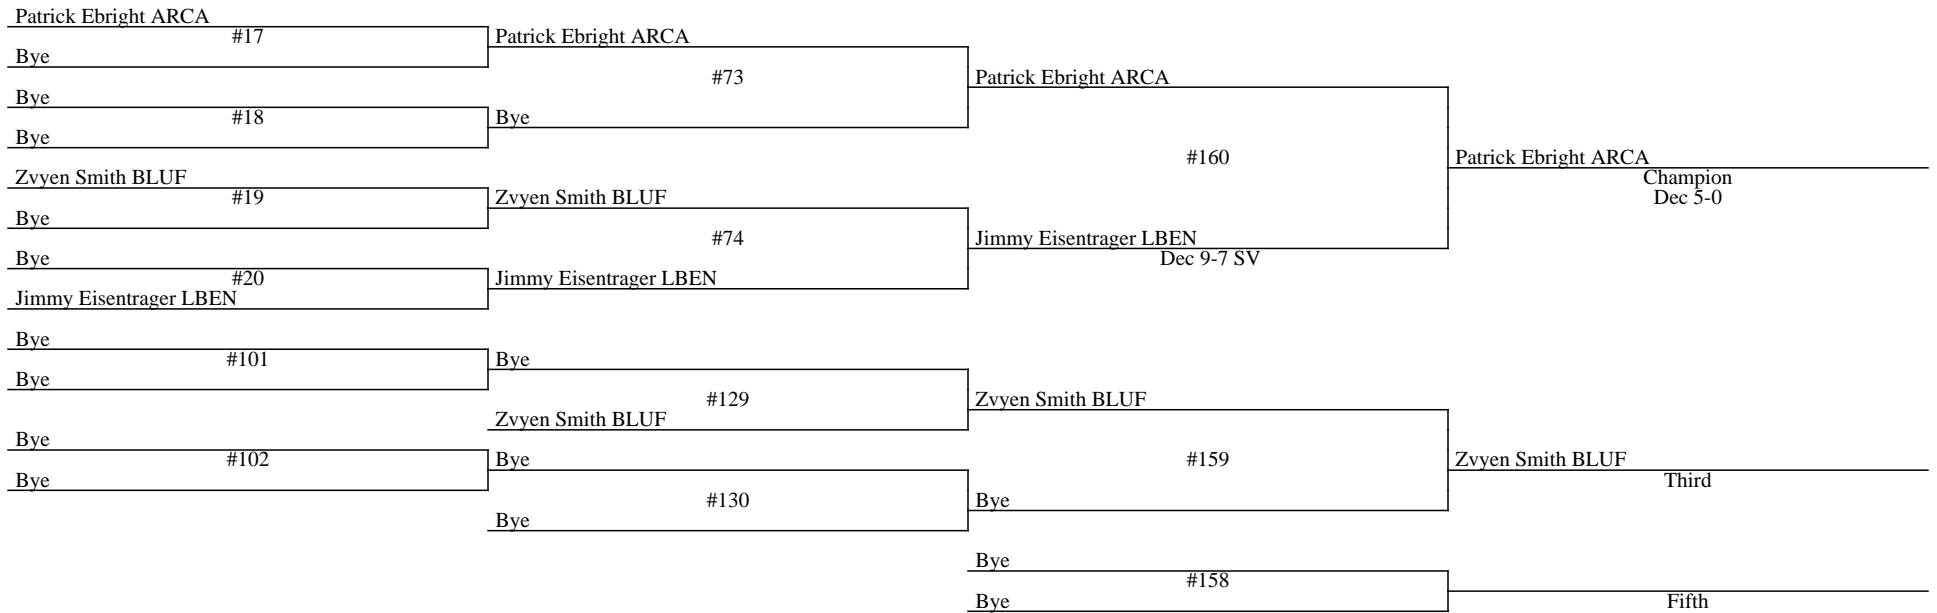 Patrick Ebright ARCA
#17
Patrick Ebright ARCA
Bye
#73
Patrick Ebright ARCA
Bye
#18
Bye
Bye
#160
Patrick Ebright ARCA
Champion
Dec 5-0
Zvyen Smith BLUF
#19
Zvyen Smith BLUF
Bye
#74
Jimmy Eisentrager LBEN
Dec 9-7 SV
Bye
#20
Jimmy Eisentrager LBEN
Jimmy Eisentrager LBEN
Bye
#101
Bye
Bye
#129
Zvyen Smith BLUF
Zvyen Smith BLUF
Bye
#102
Bye
#159
Zvyen Smith BLUF
Third
Bye
#130
Bye
Bye
Bye
#158
Bye
Fifth